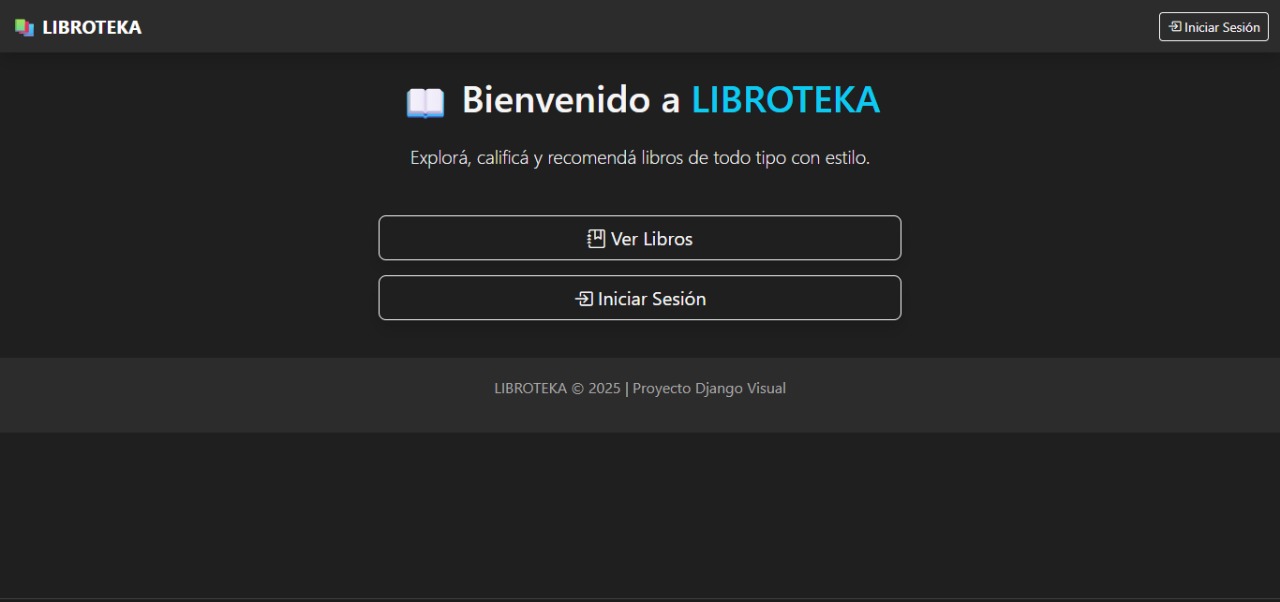 LIBROTEKA
Iniciar Sesión
Bienvenido a LIBROTEKA
Explorá, calificá y recomendá libros de todo tipo con estilo.
Ver Libros
Iniciar Sesión
LIBROTEKA © 2025 | Proyecto Django Visual